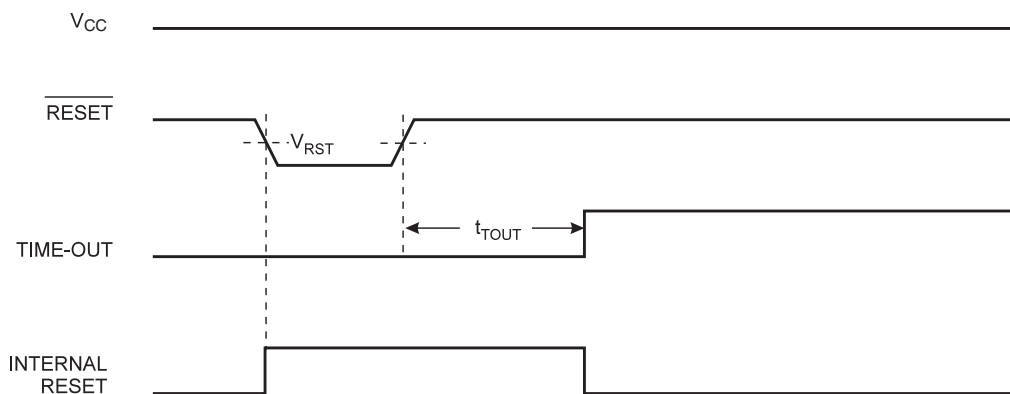 VCC
RESET
VRST
tTOUT
TIME-OUT
INTERNAL
RESET